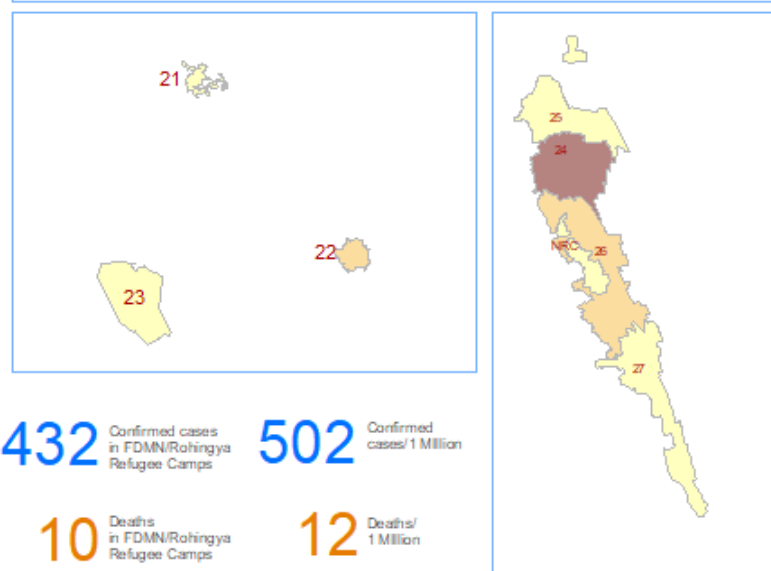 21
22
23
25
24
NRC
26
27
432
Confirmed cases
in FDMN/Rohingya
Refugee Camps
502
Confirmed
cases/ 1 Million
10
Deaths
in FDMN/Rohingya
Refugee Camps
12
Deaths/
1 Million